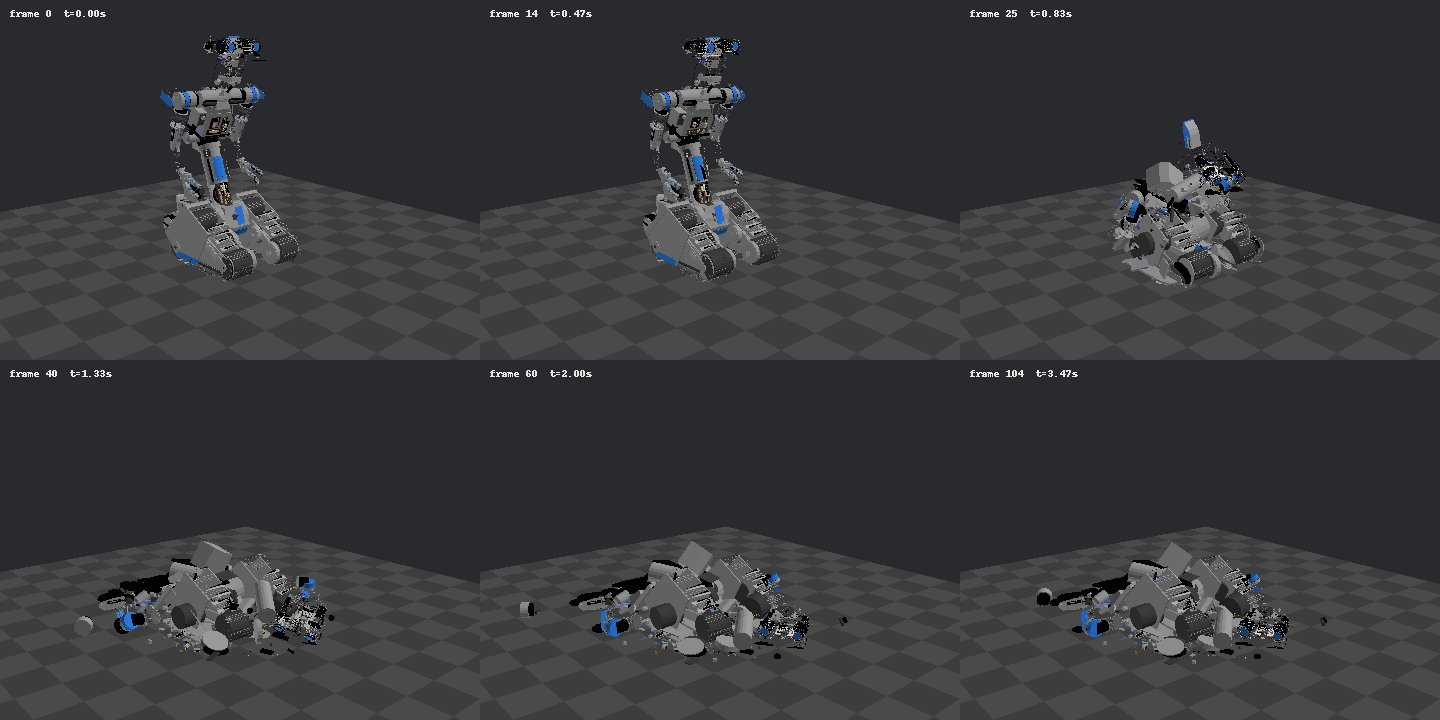 frame 0  t=0.00s
frame 14  t=0.47s
frame 25  t=0.83s
frame 40  t=1.33s
frame 60  t=2.00s
frame 104  t=3.47s